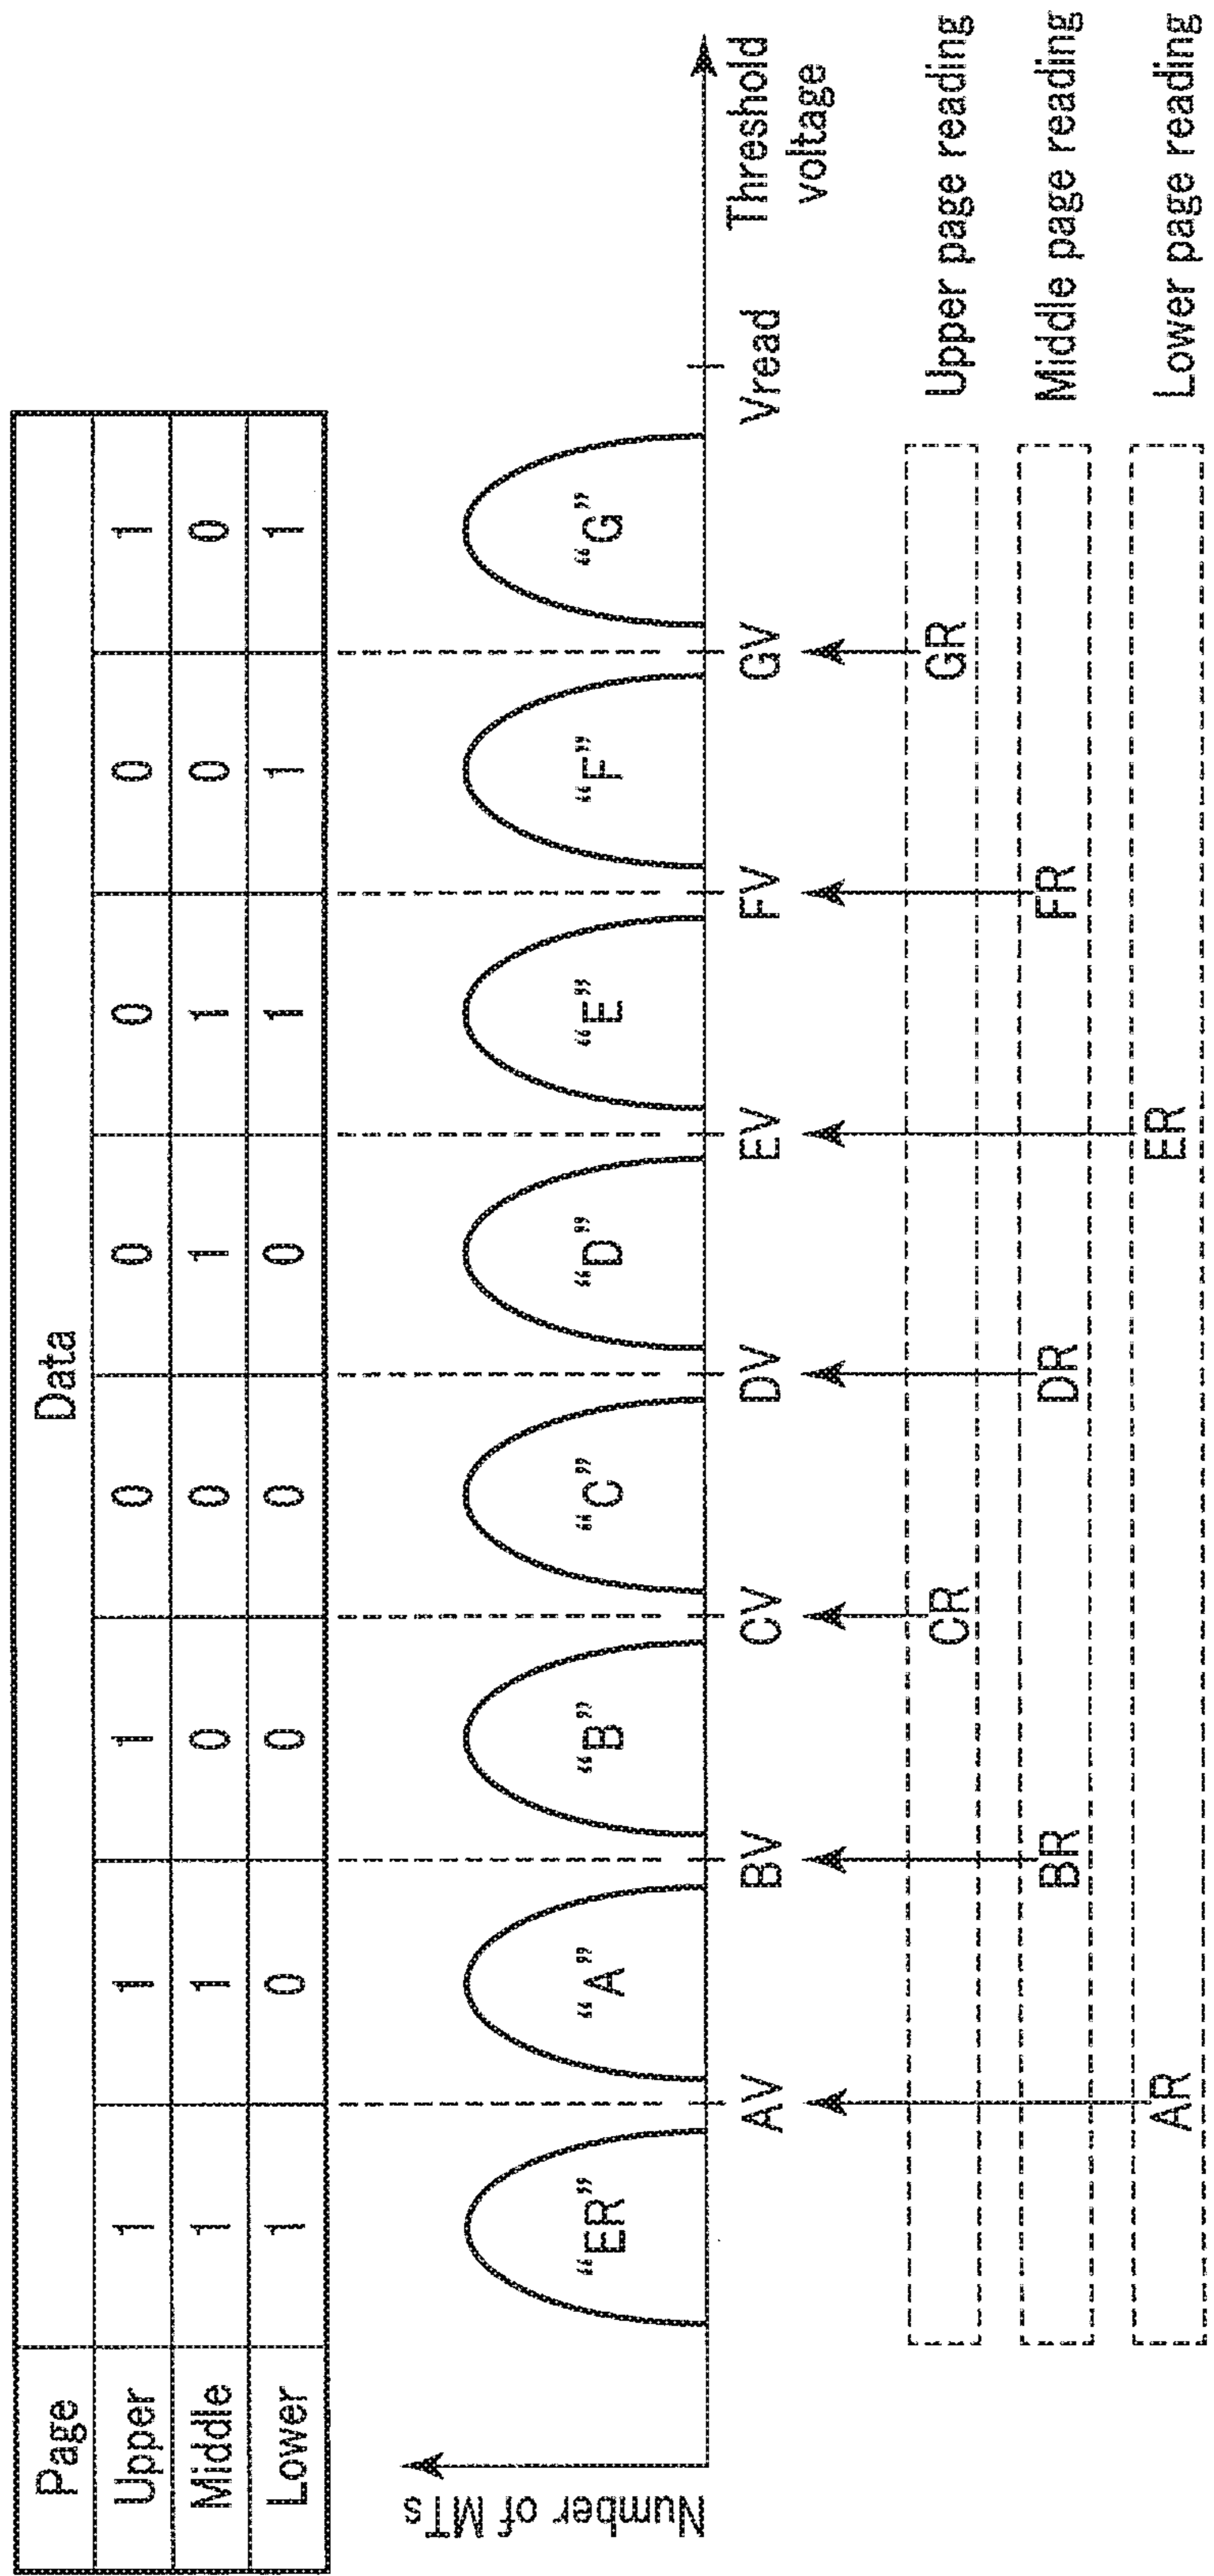 Page Data
Upper 1 1 1 0 0 0 0 1
Middle 1 1 0 0 1 1 0 0
Lower 1 0 0 0 0 1 1 1
Number of MTs
“ER” “A” “B” “C” “D” “E” “F” “G”
AV BV CV DV EV FV GV Vread Threshold
voltage
CR GR Upper page reading
BR DR FR Middle page reading
AR ER Lower page reading